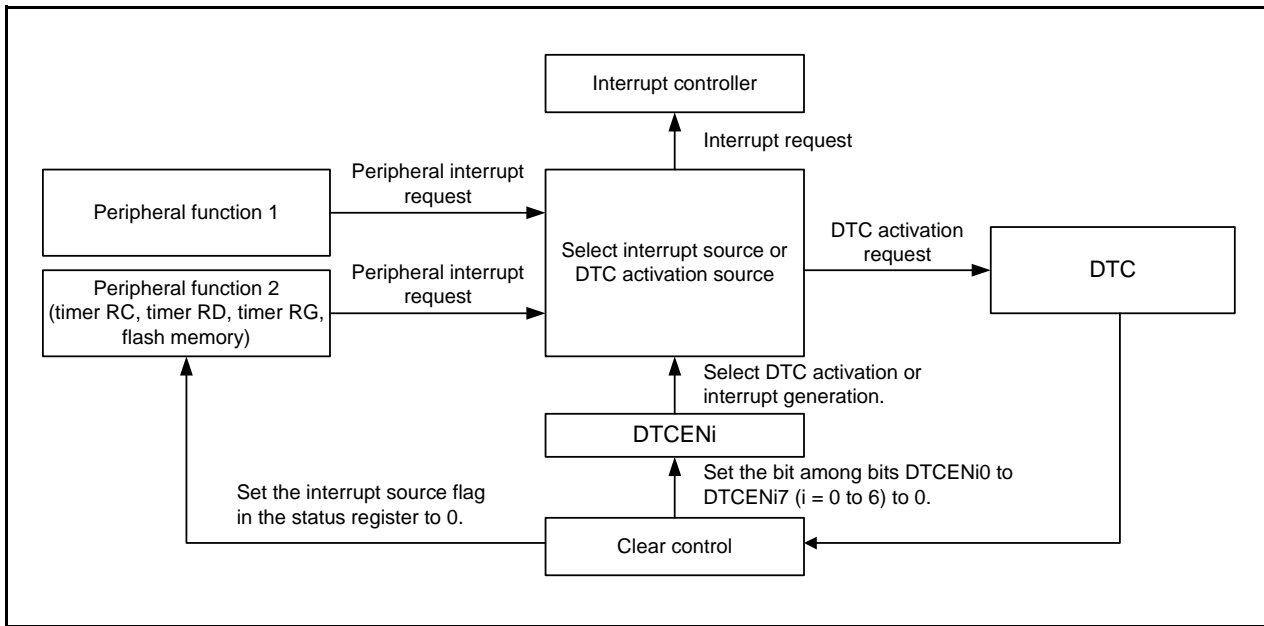 Interrupt controller
Interrupt request
Peripheral interrupt
request
Peripheral function 1
Select interrupt source or
DTC activation source
DTC activation
request
DTC
Peripheral interrupt
request
Peripheral function 2
(timer RC, timer RD, timer RG,
flash memory)
Select DTC activation or
interrupt generation.
DTCENi
Set the bit among bits DTCENi0 to
DTCENi7 (i = 0 to 6) to 0.
Set the interrupt source flag
in the status register to 0.
Clear control